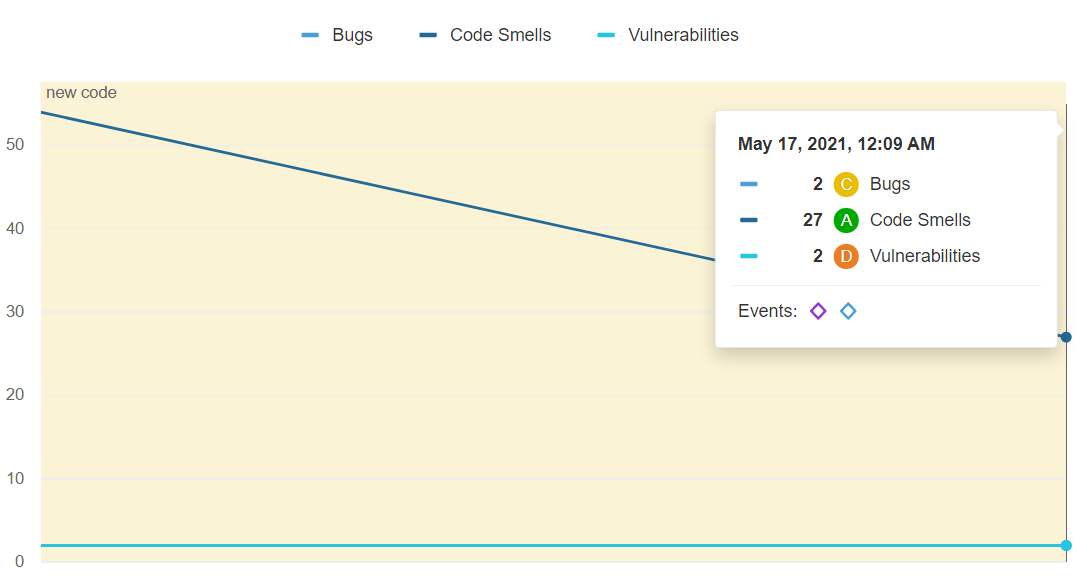 Bugs Code Smells Vulnerabilities
new code
50
May 17, 2021, 12:09 AM
2 C Bugs
27 A Code Smells
40
2 D Vulnerabilities
30
Events:
20
10
0